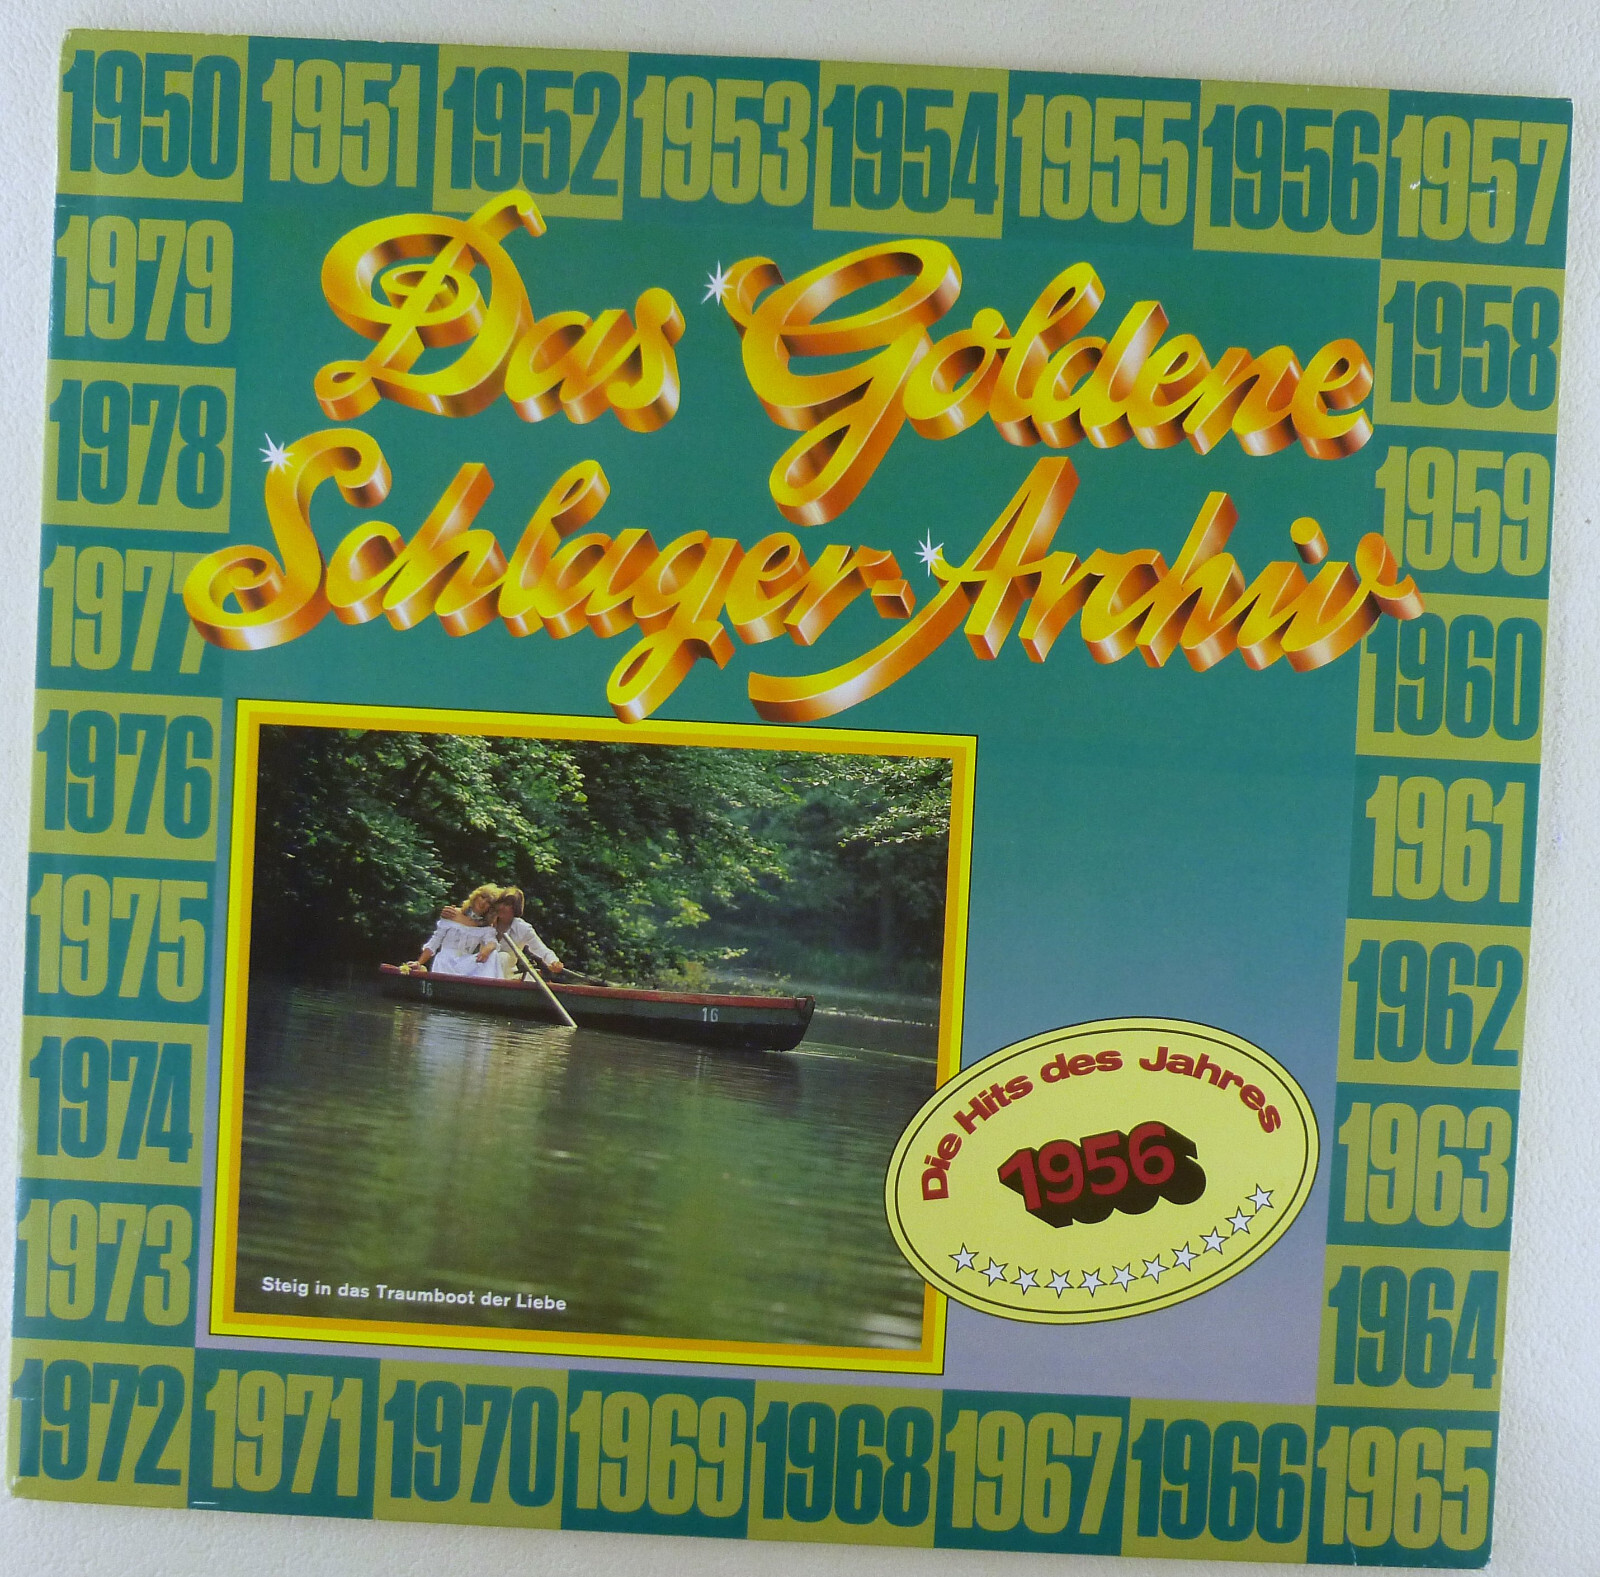 1950 1951 1952 1953 1954 1955 1956 1957
1979
1958
Das Goldene
1978
1959
Schlager-Archiv
1977
1960
1976
1961
1975
1962
16 16
1974
Die Hits des Jahres
1956
1963
1973
Steig in das Traumboot der Liebe
1964
1972 1971 1970 1969 1968 1967 1966 1965